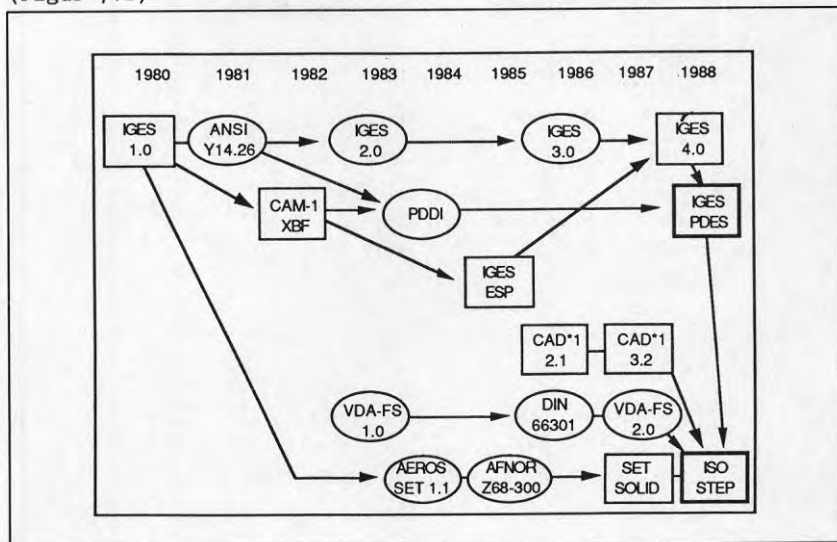 1980 1981 1982 1983 1984 1985 1986 1987 1988
IGES
1.0
ANSI
Y14.26
IGES
2.0
IGES
3.0
IGES
4.0
CAM-1
XBF
PDDI
IGES
PDES
IGES
ESP
CAD*1
2.1
CAD*1
3.2
VDA-FS
1.0
DIN
66301
VDA-FS
2.0
AEROS
SET 1.1
AFNOR
Z68-300
SET
SOLID
ISO
STEP